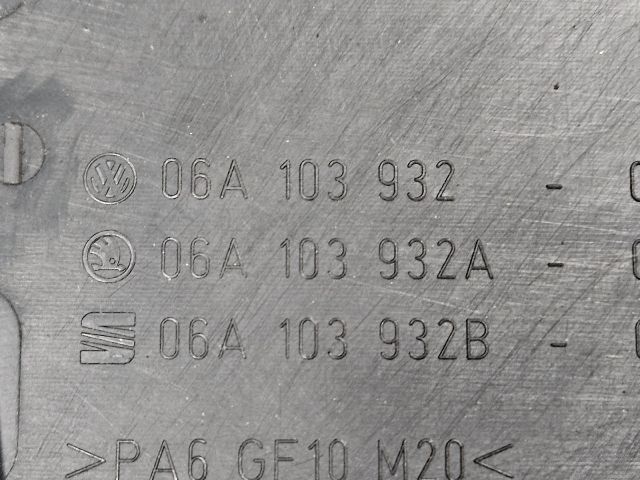 06A 103 932 -
06A 103 932A -
06A 103 932B -
>PA6 GF10 M20<